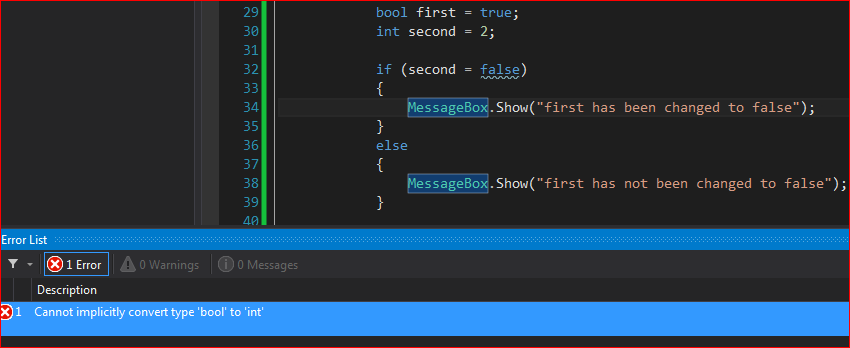 29 bool first = true;
30 int second = 2;
31
32 if (second = false)
33 {
34 MessageBox.Show("first has been changed to false");
35 }
36 else
37 {
38 MessageBox.Show("first has not been changed to false");
39 }
40
Error List
1 Error 0 Warnings 0 Messages
Description
1 Cannot implicitly convert type 'bool' to 'int'